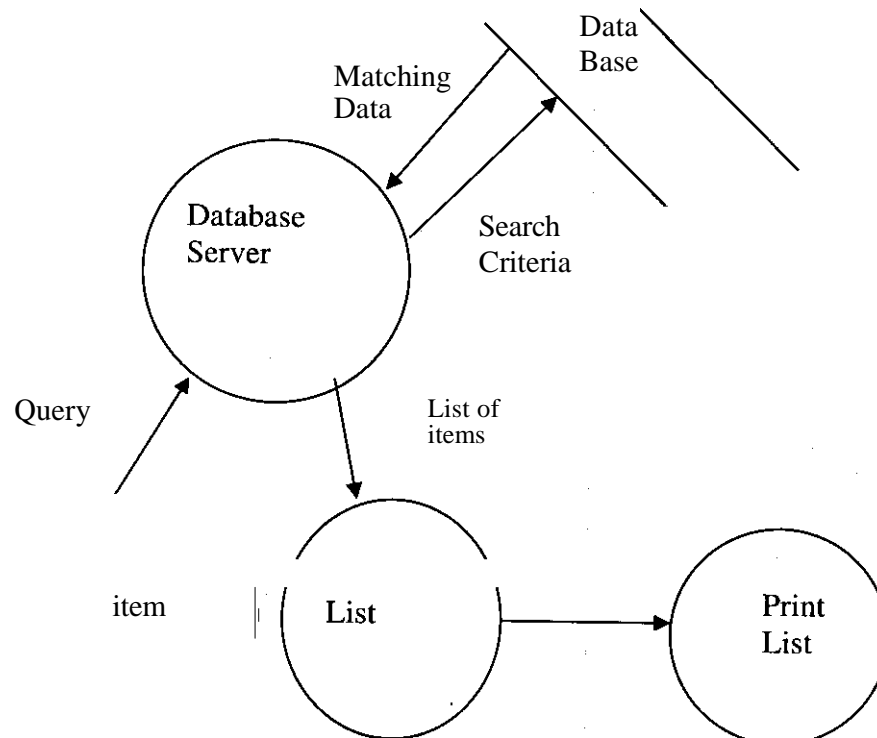 Data
Base
Matching
Data
Database
Server
Search
Criteria
Query
List of
items
item
List
Print
List